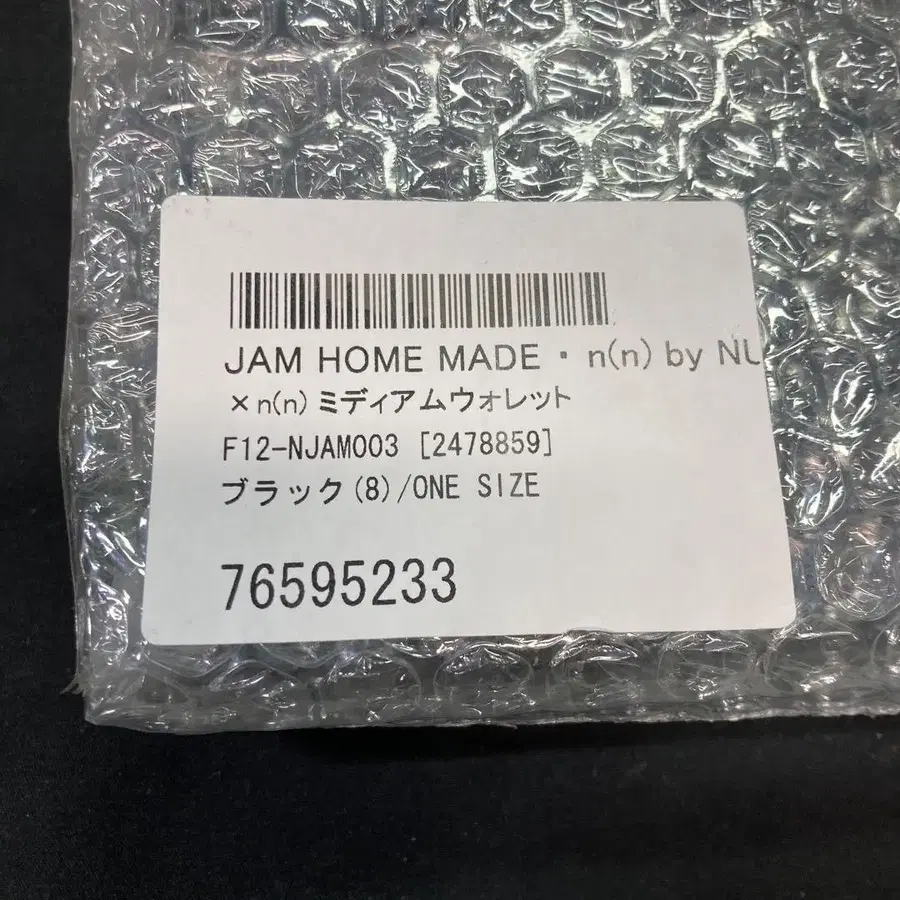 JAM HOME MADE・n(n) by NU
×n(n) ミディアムウォレット
F12-NJAM003 [2478859]
ブラック(8)/ONE SIZE
76595233